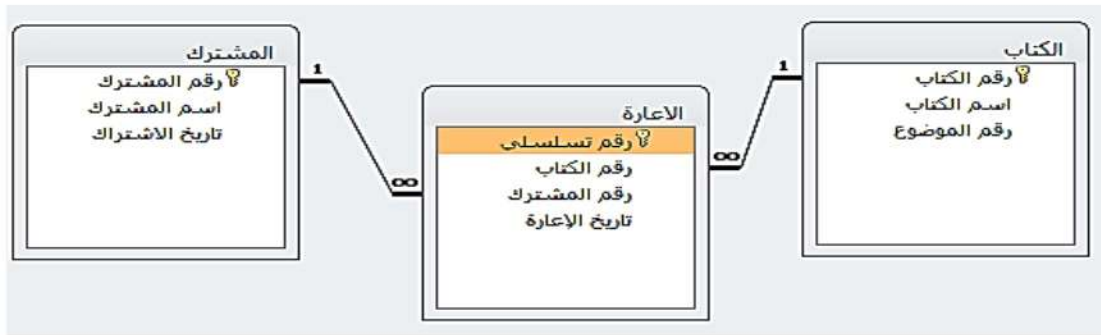 الكتاب
رقم الكتاب
اسم الكتاب
رقم الموضوع
1
∞
الاعارة
رقم تسلسلي
رقم الكتاب
رقم المشترك
تاريخ الإعارة
المشترك
رقم المشترك
اسم المشترك
تاريخ الاشتراك
1
∞